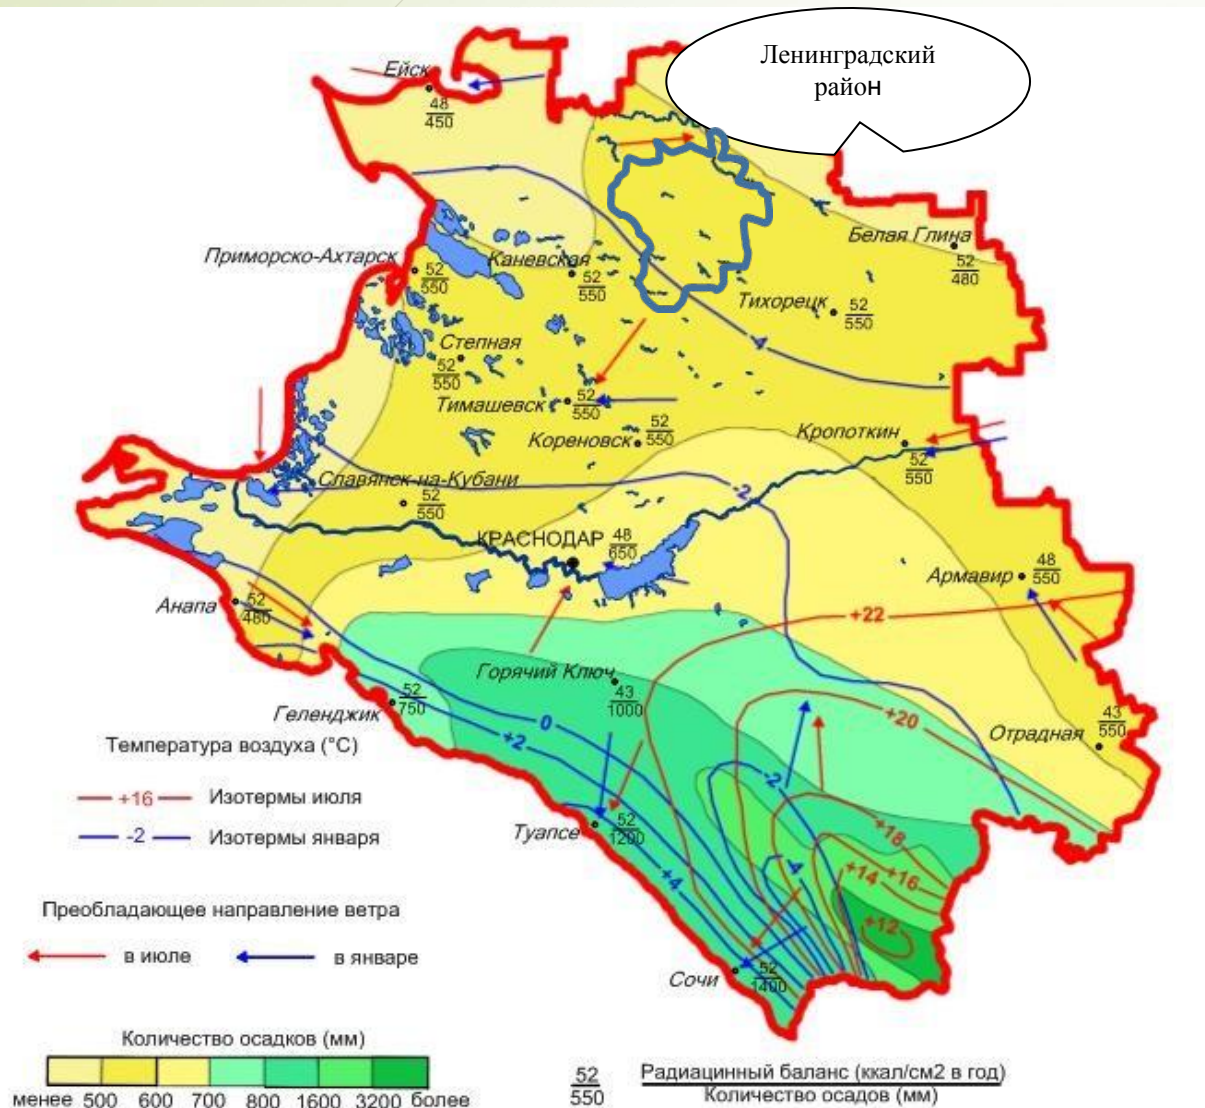 Ленинградский
район
Ейск
48
450
Приморско-Ахтарск
52
550
Каневская
52
550
Белая Глина
52
480
Тихорецк
52
550
-4
Степная
52
550
Тимашевск
52
550
Кореновск
52
550
Кропоткин
52
550
Славянск-на-Кубани
52
550
-2
КРАСНОДАР
48
650
Армавир
48
550
Анапа
52
480
+22
Горячий Ключ
43
1000
Геленджик
52
750
0
+2
+20
Отрадная
43
550
-2
Туапсе
52
1200
+4
-4
+18
+14
+16
+12
Сочи
52
1400
Температура воздуха (°C)
+16
Изотермы июля
-2
Изотермы января
Преобладающее направление ветра
в июле
в январе
Количество осадков (мм)
менее 500 600 700 800 1600 3200 более
52
550
Радиацинный баланс (ккал/см2 в год)
Количество осадов (мм)